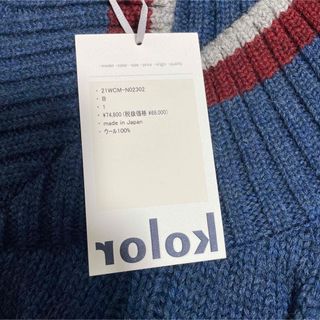 model · color · size · price · origin · quality
· 21WCM-N02302
· B
· 1
· ¥74,800(税抜価格 ¥68,000)
· made in Japan
· ウール100%
kolor